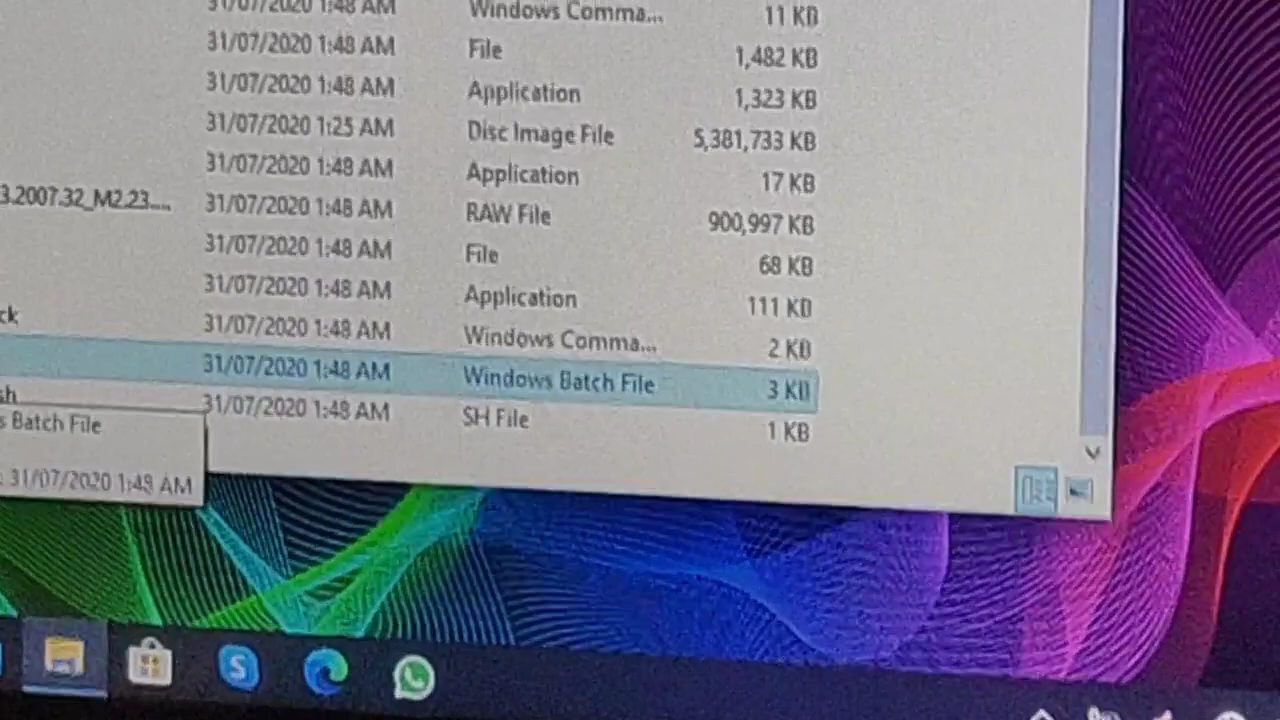 31/07/2020 1:48 AM Windows Comma... 11 KB
31/07/2020 1:48 AM File 1,482 KB
31/07/2020 1:48 AM Application 1,323 KB
31/07/2020 1:25 AM Disc Image File 5,381,733 KB
31/07/2020 1:48 AM Application 17 KB
3.2007.32_M2.23.... 31/07/2020 1:48 AM RAW File 900,997 KB
31/07/2020 1:48 AM File 68 KB
31/07/2020 1:48 AM Application 111 KB
ck 31/07/2020 1:48 AM Windows Comma... 2 KB
31/07/2020 1:48 AM Windows Batch File 3 KB
sh 31/07/2020 1:48 AM SH File 1 KB
s Batch File
: 31/07/2020 1:48 AM